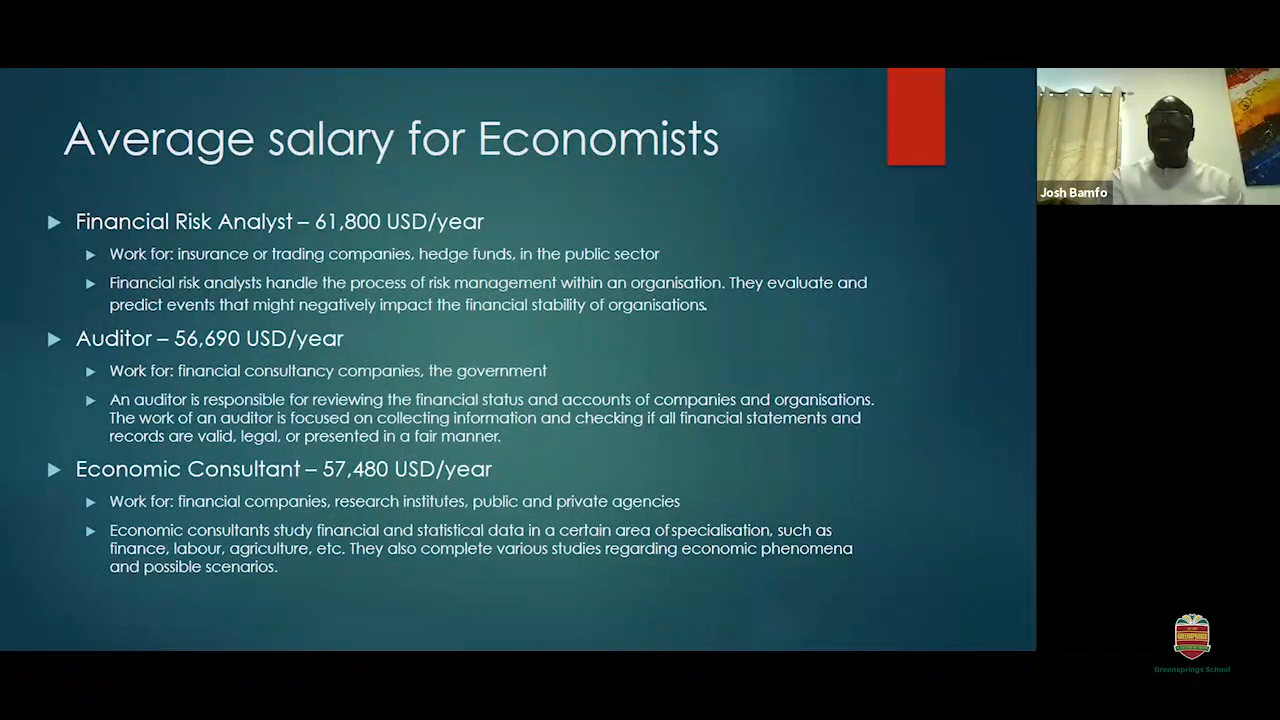 Average salary for Economists
Financial Risk Analyst – 61,800 USD/year
Work for: insurance or trading companies, hedge funds, in the public sector
Financial risk analysts handle the process of risk management within an organisation. They evaluate and
predict events that might negatively impact the financial stability of organisations.
Auditor – 56,690 USD/year
Work for: financial consultancy companies, the government
An auditor is responsible for reviewing the financial status and accounts of companies and organisations.
The work of an auditor is focused on collecting information and checking if all financial statements and
records are valid, legal, or presented in a fair manner.
Economic Consultant – 57,480 USD/year
Work for: financial companies, research institutes, public and private agencies
Economic consultants study financial and statistical data in a certain area of specialisation, such as
finance, labour, agriculture, etc. They also complete various studies regarding economic phenomena
and possible scenarios.
Josh Bamfo
GREENSPRINGS
Greensprings School